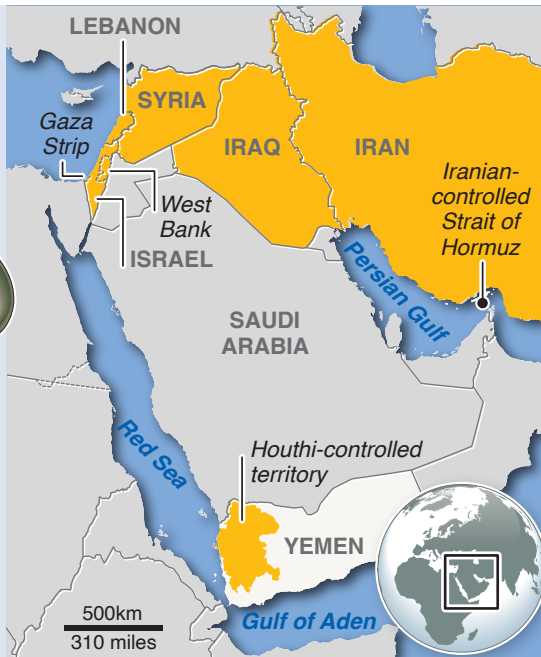 LEBANON
SYRIA
Gaza
Strip
IRAQ
IRAN
West
Bank
Iranian-
controlled
Strait of
Hormuz
ISRAEL
Persian Gulf
SAUDI
ARABIA
Red Sea
Houthi-controlled
territory
YEMEN
500km
310 miles
Gulf of Aden